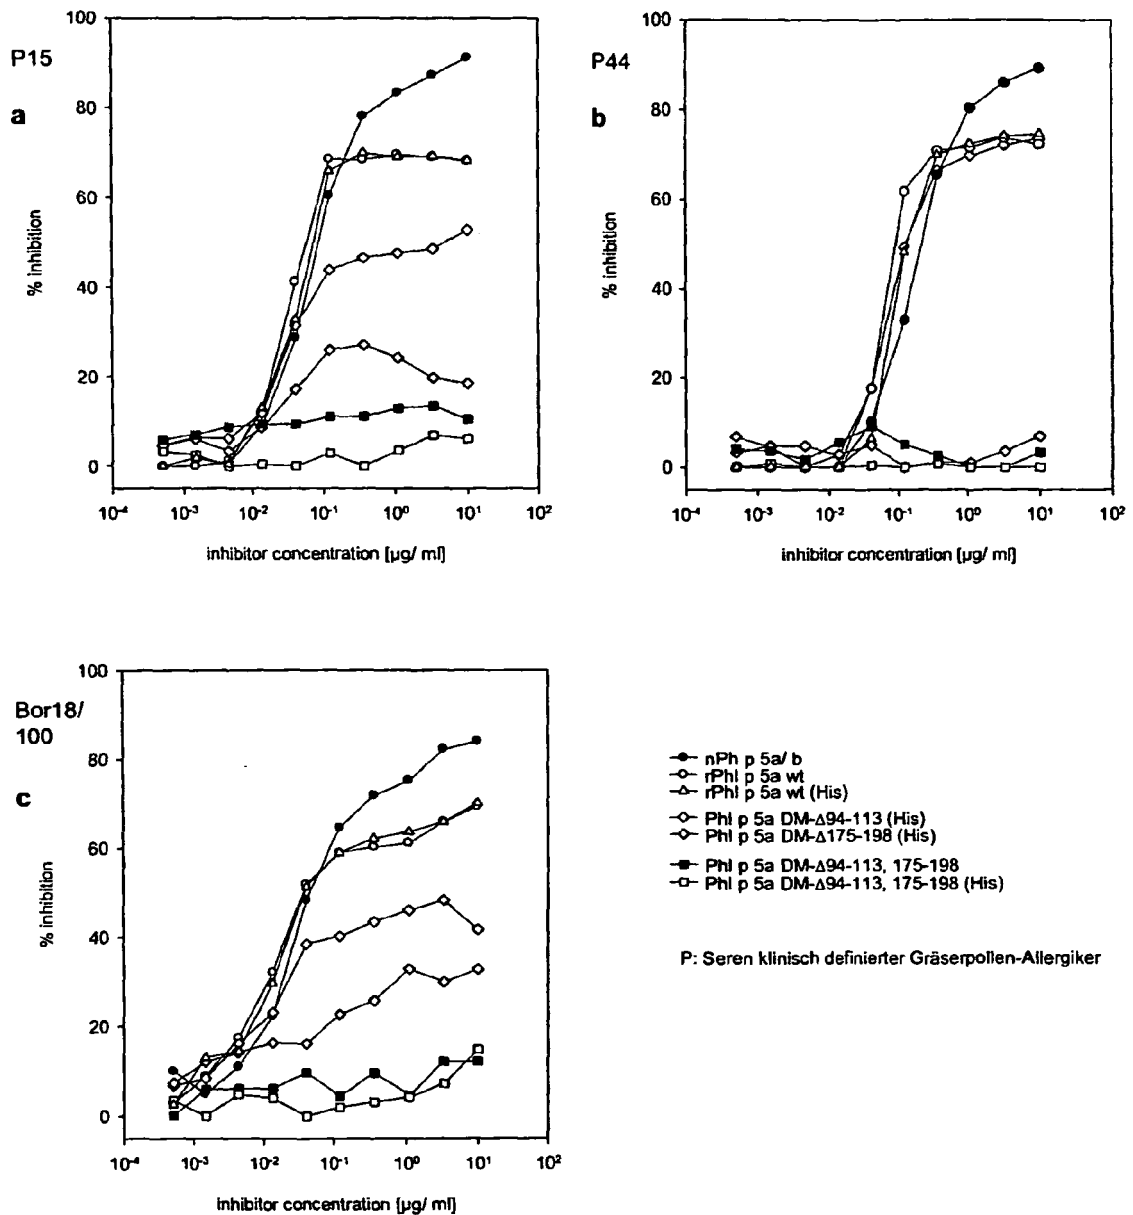 P15
a
% inhibition
100
80
60
40
20
0
10⁻⁴ 10⁻³ 10⁻² 10⁻¹ 10⁰ 10¹ 10²
inhibitor concentration [µg/ ml]
P44
b
% inhibition
100
80
60
40
20
0
10⁻⁴ 10⁻³ 10⁻² 10⁻¹ 10⁰ 10¹ 10²
inhibitor concentration [µg/ ml]
Bor18/
100
c
% inhibition
100
80
60
40
20
0
10⁻⁴ 10⁻³ 10⁻² 10⁻¹ 10⁰ 10¹ 10²
inhibitor concentration [µg/ ml]
nPh p 5a/ b
rPhl p 5a wt
rPhl p 5a wt (His)
Phl p 5a DM-Δ94-113 (His)
Phl p 5a DM-Δ175-198 (His)
Phl p 5a DM-Δ94-113, 175-198
Phl p 5a DM-Δ94-113, 175-198 (His)
P: Seren klinisch definierter Gräserpollen-Allergiker